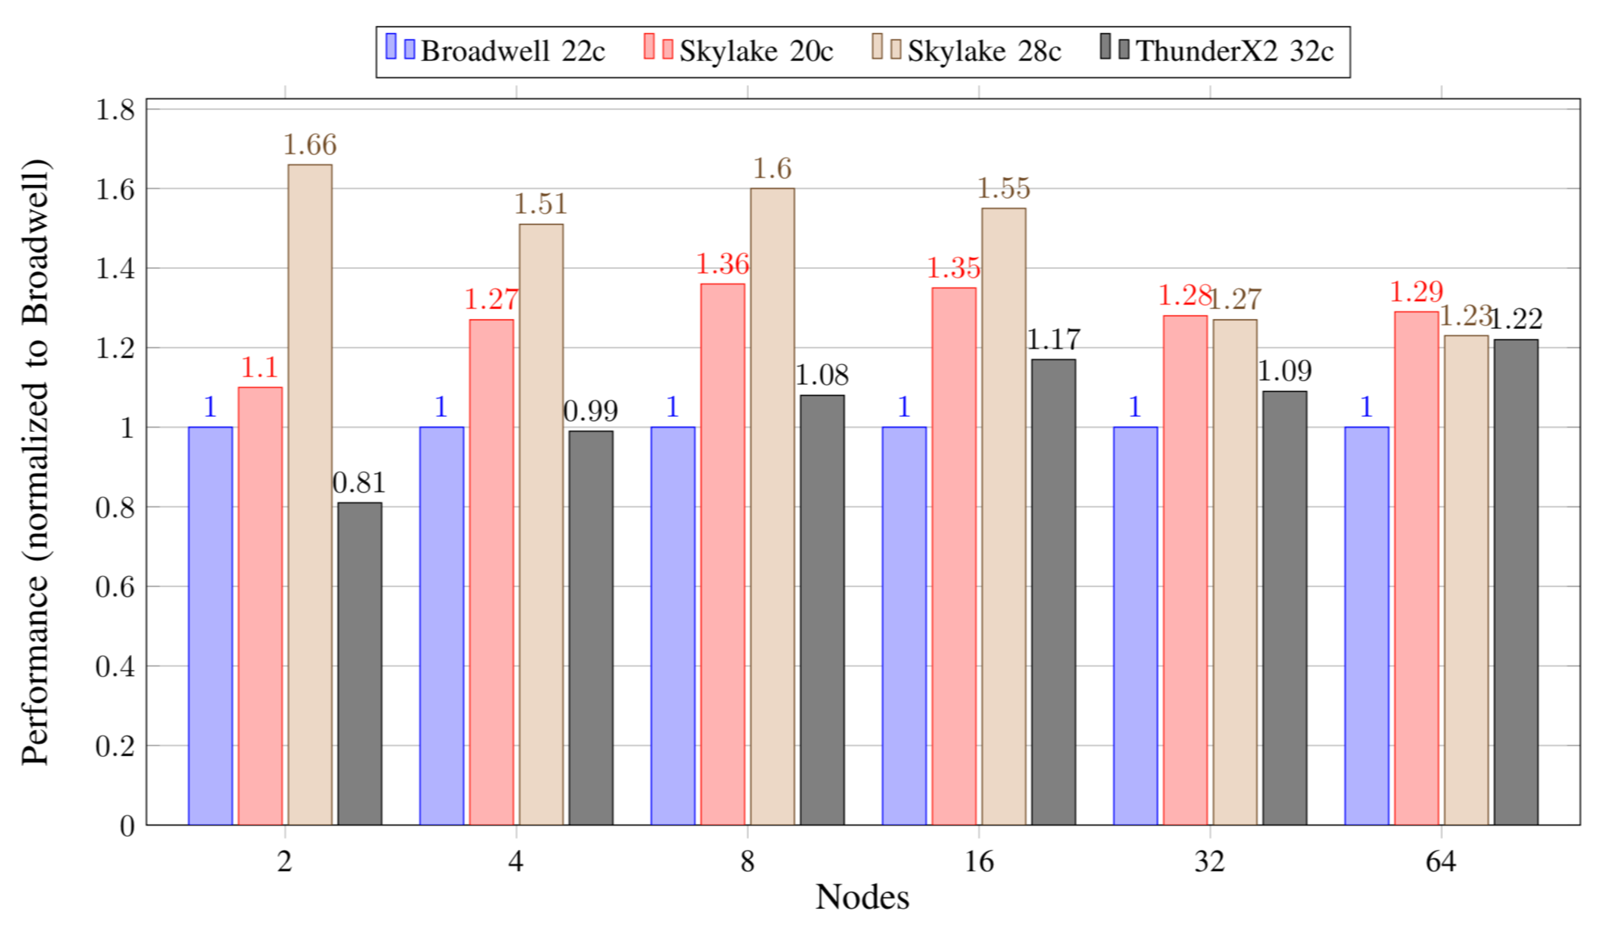 Broadwell 22c Skylake 20c Skylake 28c ThunderX2 32c
Performance (normalized to Broadwell)
1.8
1.6
1.4
1.2
1
0.8
0.6
0.4
0.2
0
1 1.1 1.66 0.81
1 1.27 1.51 0.99
1 1.36 1.6 1.08
1 1.35 1.55 1.17
1 1.28 1.27 1.09
1 1.29 1.23 1.22
2 4 8 16 32 64
Nodes